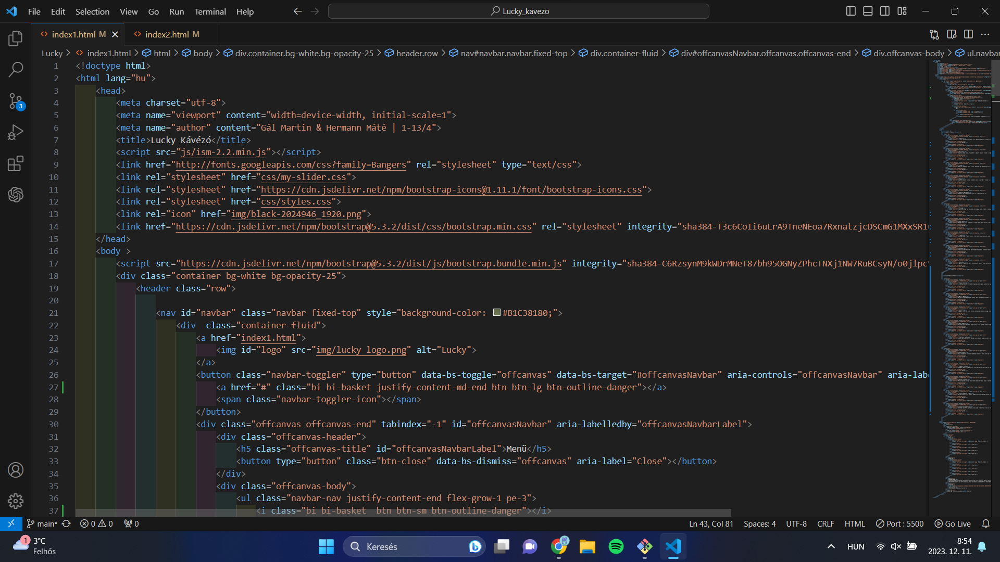 File Edit Selection View Go Run Terminal Help Lucky_kavezo
index1.html M index2.html M
Lucky > index1.html > html > body > div.container.bg-white.bg-opacity-25 > header.row > nav#navbar.navbar.fixed-top > div.container-fluid > div#offcanvasNavbar.offcanvas.offcanvas-end > div.offcanvas-body > ul.navbar
1 <!doctype html>
2 <html lang="hu">
3 <head>
4 <meta charset="utf-8">
5 <meta name="viewport" content="width=device-width, initial-scale=1">
6 <meta name="author" content="Gál Martin & Hermann Máté | 1-13/4">
7 <title>Lucky Kávézó</title>
8 <script src="js/ism-2.2.min.js"></script>
9 <link href="http://fonts.googleapis.com/css?family=Bangers" rel="stylesheet" type="text/css">
10 <link rel="stylesheet" href="css/my-slider.css">
11 <link rel="stylesheet" href="https://cdn.jsdelivr.net/npm/bootstrap-icons@1.11.1/font/bootstrap-icons.css">
12 <link rel="stylesheet" href="css/styles.css">
13 <link rel="icon" href="img/black-2024946_1920.png">
14 <link href="https://cdn.jsdelivr.net/npm/bootstrap@5.3.2/dist/css/bootstrap.min.css" rel="stylesheet" integrity="sha384-T3c6CoIi6uLrA9TneNEoa7RxnatzjcDSCmG1MXxSR1
15 </head>
16 <body >
17 <script src="https://cdn.jsdelivr.net/npm/bootstrap@5.3.2/dist/js/bootstrap.bundle.min.js" integrity="sha384-C6RzsynM9kWDrMNeT87bh95OGNyZPhcTNXj1NW7RuBCsyN/o0jlpc
18 <div class="container bg-white bg-opacity-25">
19 <header class="row">
20
21 <nav id="navbar" class="navbar fixed-top" style="background-color: #B1C38180;">
22 <div  class="container-fluid">
23 <a href="index1.html">
24 <img id="logo" src="img/lucky logo.png" alt="Lucky">
25 </a>
26 <button class="navbar-toggler" type="button" data-bs-toggle="offcanvas" data-bs-target="#offcanvasNavbar" aria-controls="offcanvasNavbar" aria-lab
27 <a href="#" class="bi bi-basket justify-content-md-end btn btn-lg btn-outline-danger"></a>
28 <span class="navbar-toggler-icon"></span>
29 </button>
30 <div class="offcanvas offcanvas-end" tabindex="-1" id="offcanvasNavbar" aria-labelledby="offcanvasNavbarLabel">
31 <div class="offcanvas-header">
32 <h5 class="offcanvas-title" id="offcanvasNavbarLabel">Menü</h5>
33 <button type="button" class="btn-close" data-bs-dismiss="offcanvas" aria-label="Close"></button>
34 </div>
35 <div class="offcanvas-body">
36 <ul class="navbar-nav justify-content-end flex-grow-1 pe-3">
37 <i class="bi bi-basket  btn btn-sm btn-outline-danger"></i>
3
main* 0 0 0 Ln 43, Col 81 Spaces: 4 UTF-8 CRLF HTML Port : 5500 Go Live
1 3°C
Felhős
Keresés
HUN
8:54
2023. 12. 11.